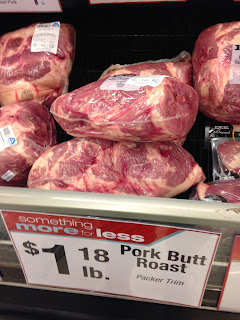 something
more for less
$1 18
lb.
Pork Butt
Roast
Packer Trim